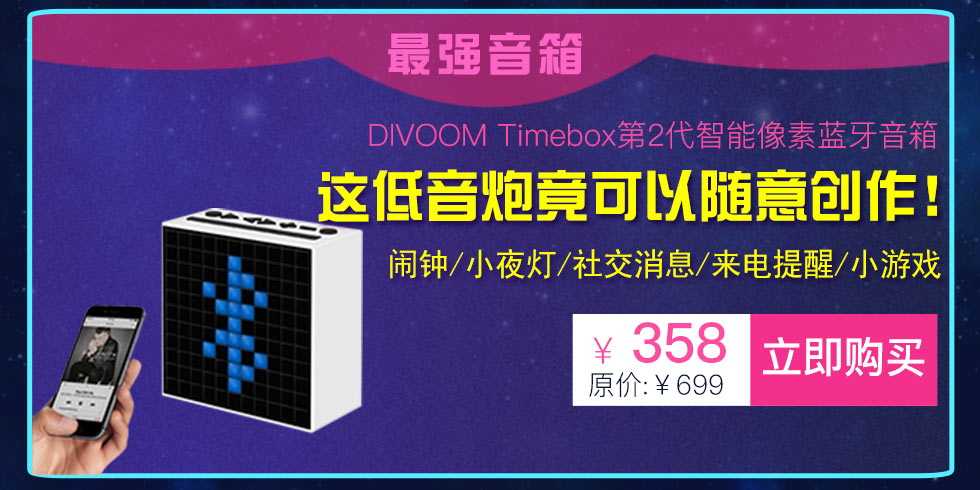 最强音箱
DIVOOM Timebox第2代智能像素蓝牙音箱
这低音炮竟可以随意创作！
闹钟/小夜灯/社交消息/来电提醒/小游戏
￥358
立即购买
原价:￥699